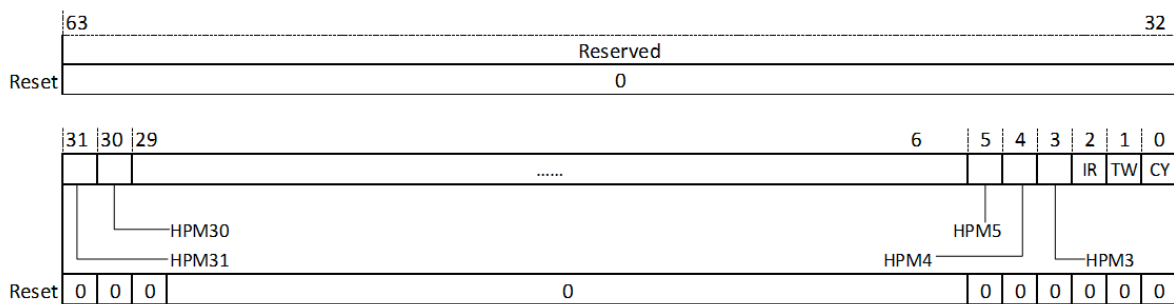 63 32
Reserved
Reset 0
31 30 29 6 5 4 3 2 1 0
...... IR TW CY
HPM30 HPM5
HPM31 HPM4 HPM3
Reset 0 0 0 0 0 0 0 0 0 0